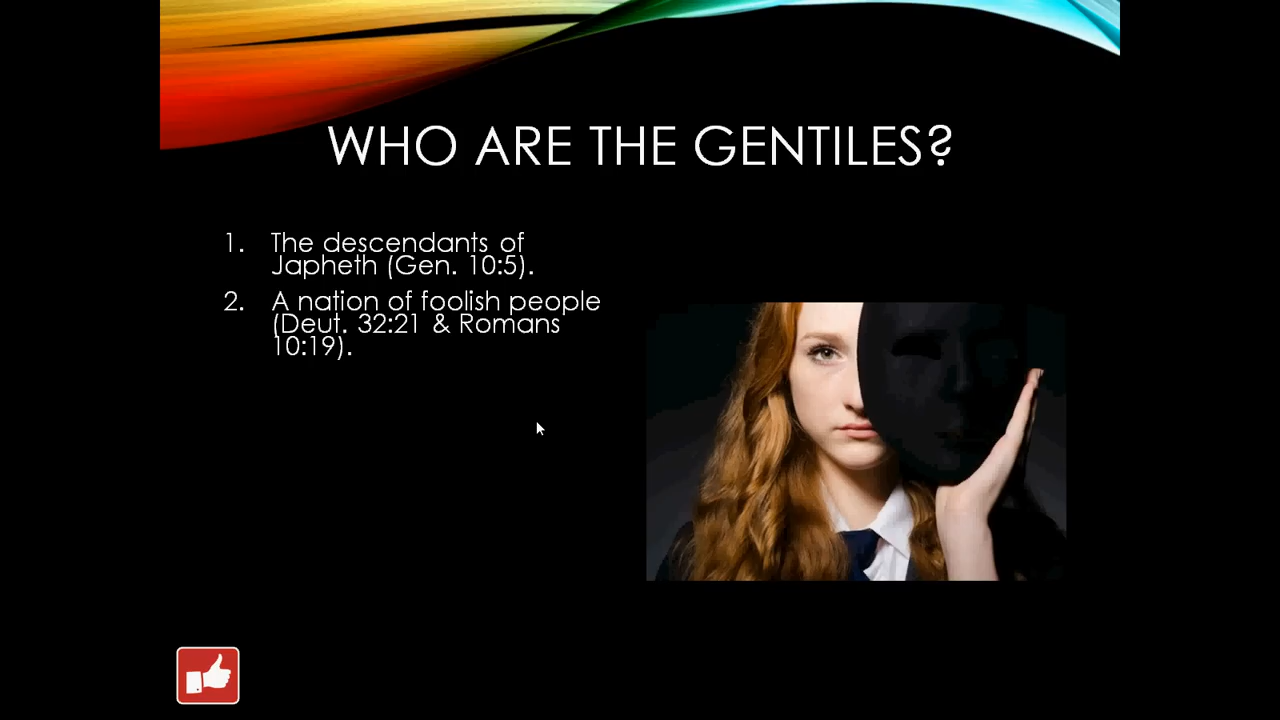 WHO ARE THE GENTILES?
1. The descendants of
Japheth (Gen. 10:5).
2. A nation of foolish people
(Deut. 32:21 & Romans
10:19).